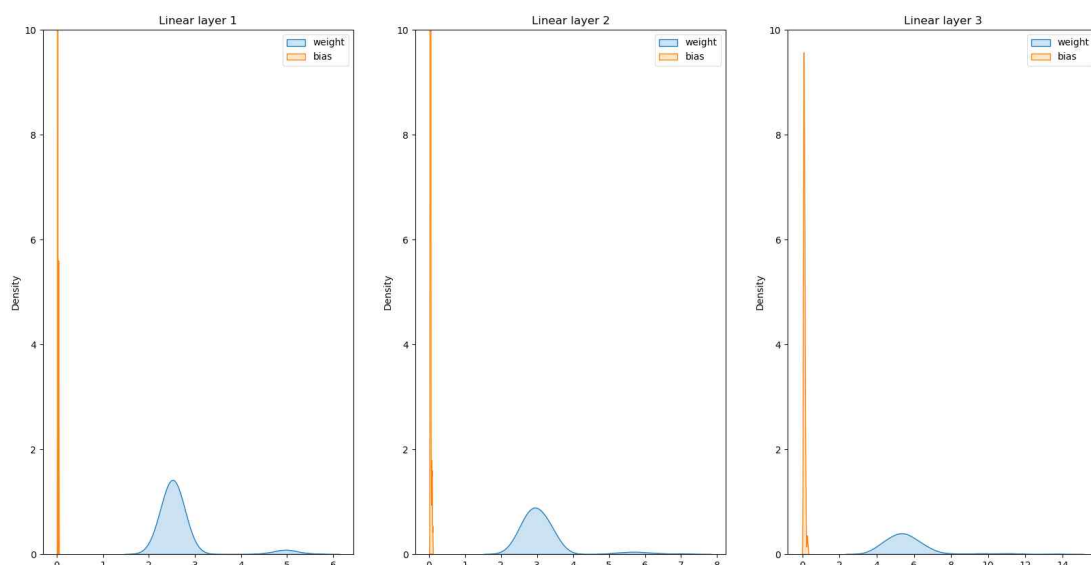 Linear layer 1
10
8
6
4
2
0
Density
0 1 2 3 4 5 6
weight
bias
Linear layer 2
10
8
6
4
2
0
Density
0 1 2 3 4 5 6 7 8
weight
bias
Linear layer 3
10
8
6
4
2
0
Density
0 2 4 6 8 10 12 14
weight
bias